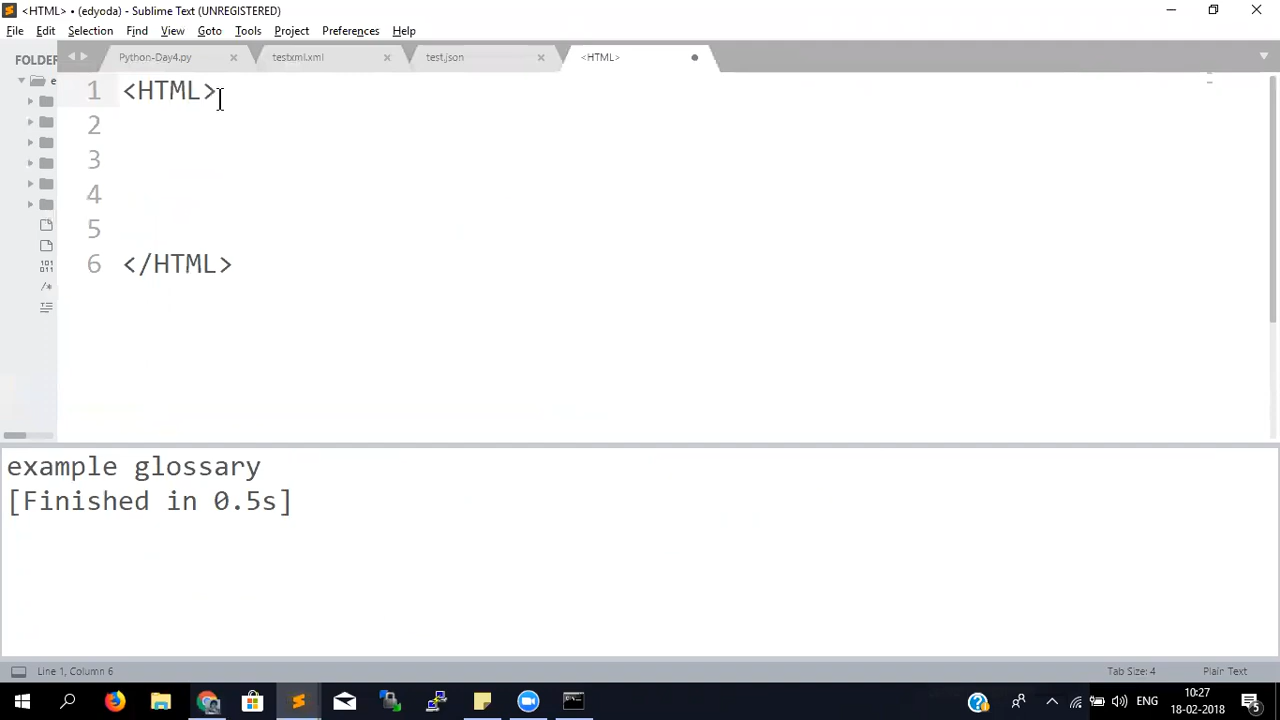 <HTML> • (edyoda) - Sublime Text (UNREGISTERED)
File Edit Selection Find View Goto Tools Project Preferences Help
FOLDER
Python-Day4.py
testxml.xml
test.json
<HTML>
e
1 <HTML>
2
3
4
5
6 </HTML>
example glossary
[Finished in 0.5s]
Line 1, Column 6
Tab Size: 4
Plain Text
ENG
10:27
18-02-2018
5